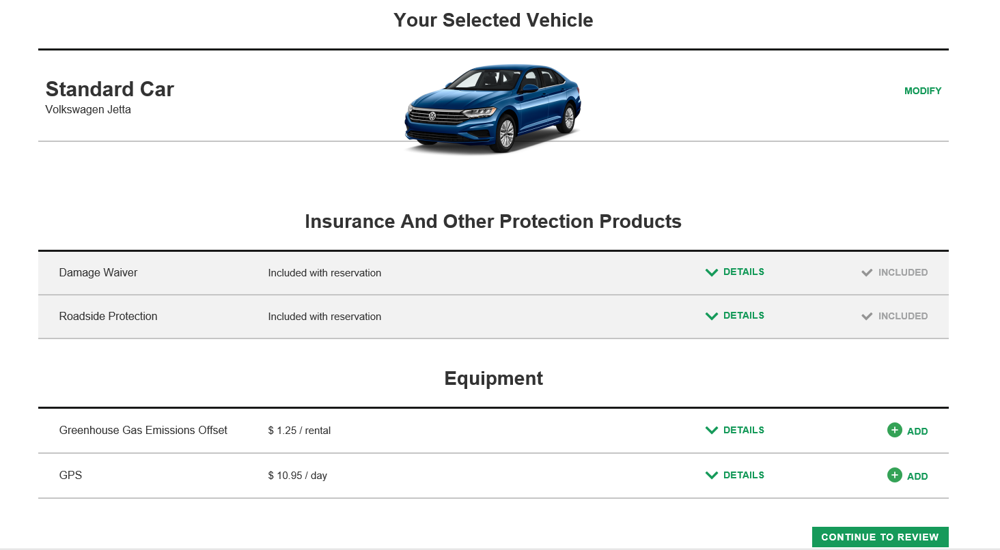 Your Selected Vehicle
Standard Car
MODIFY
Volkswagen Jetta
Insurance And Other Protection Products
Damage Waiver Included with reservation DETAILS INCLUDED
Roadside Protection Included with reservation DETAILS INCLUDED
Equipment
Greenhouse Gas Emissions Offset $ 1.25 / rental DETAILS ADD
GPS $ 10.95 / day DETAILS ADD
CONTINUE TO REVIEW